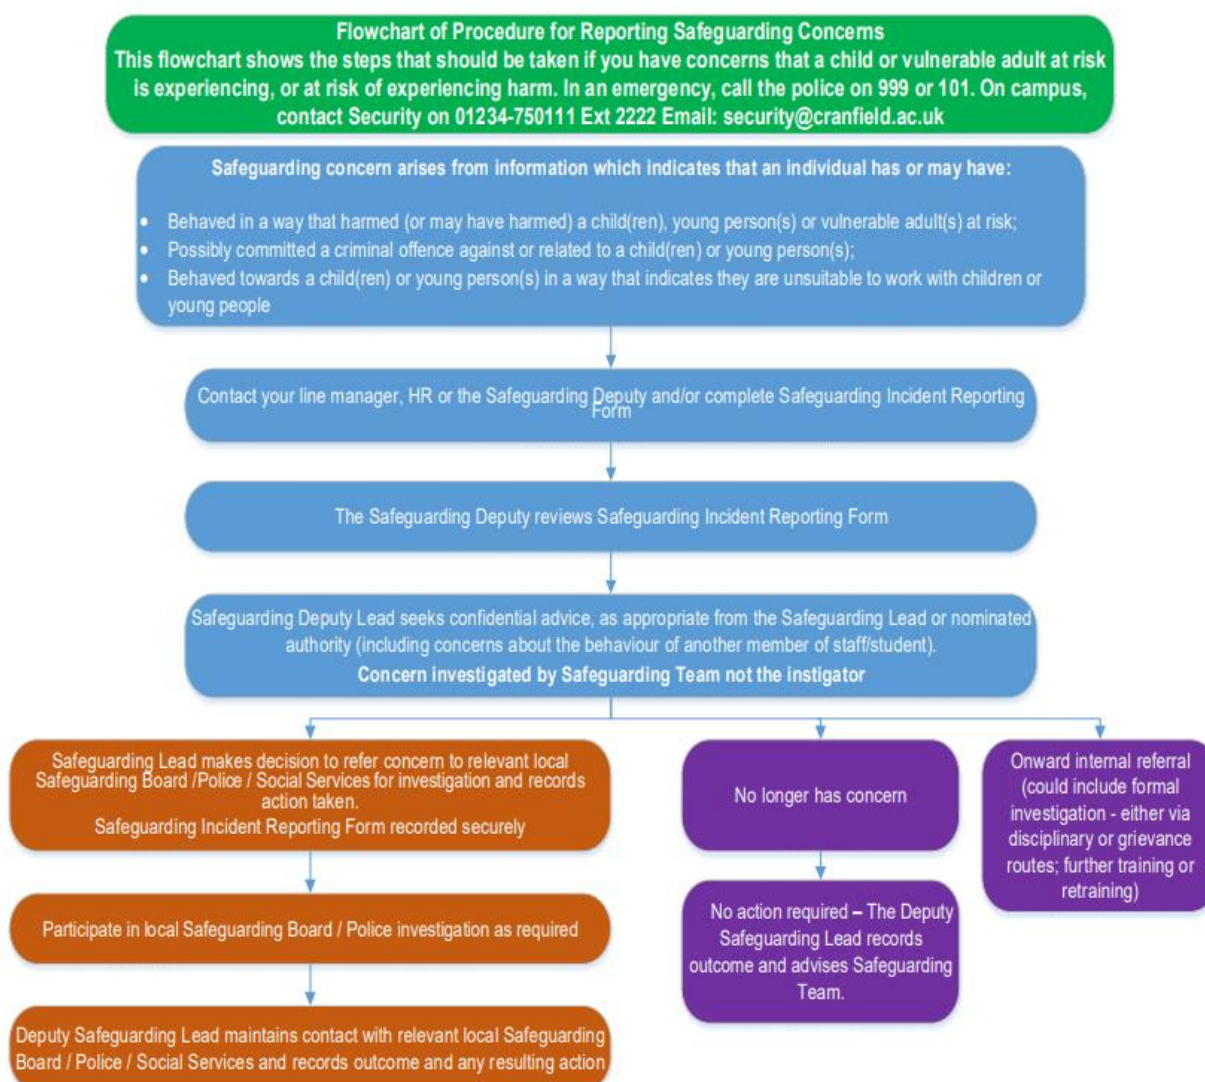 Flowchart of Procedure for Reporting Safeguarding Concerns
This flowchart shows the steps that should be taken if you have concerns that a child or vulnerable adult at risk
is experiencing, or at risk of experiencing harm. In an emergency, call the police on 999 or 101. On campus,
contact Security on 01234-750111 Ext 2222 Email: security@cranfield.ac.uk
Safeguarding concern arises from information which indicates that an individual has or may have:
• Behaved in a way that harmed (or may have harmed) a child(ren), young person(s) or vulnerable adult(s) at risk;
• Possibly committed a criminal offence against or related to a child(ren) or young person(s);
• Behaved towards a child(ren) or young person(s) in a way that indicates they are unsuitable to work with children or
young people
Contact your line manager, HR or the Safeguarding Deputy and/or complete Safeguarding Incident Reporting
Form
The Safeguarding Deputy reviews Safeguarding Incident Reporting Form
Safeguarding Deputy Lead seeks confidential advice, as appropriate from the Safeguarding Lead or nominated
authority (including concerns about the behaviour of another member of staff/student).
Concern investigated by Safeguarding Team not the instigator
Safeguarding Lead makes decision to refer concern to relevant local
Safeguarding Board /Police / Social Services for investigation and records
action taken.
Safeguarding Incident Reporting Form recorded securely
Participate in local Safeguarding Board / Police investigation as required
Deputy Safeguarding Lead maintains contact with relevant local Safeguarding
Board / Police / Social Services and records outcome and any resulting action
No longer has concern
No action required – The Deputy
Safeguarding Lead records
outcome and advises Safeguarding
Team.
Onward internal referral
(could include formal
investigation - either via
disciplinary or grievance
routes; further training or
retraining)